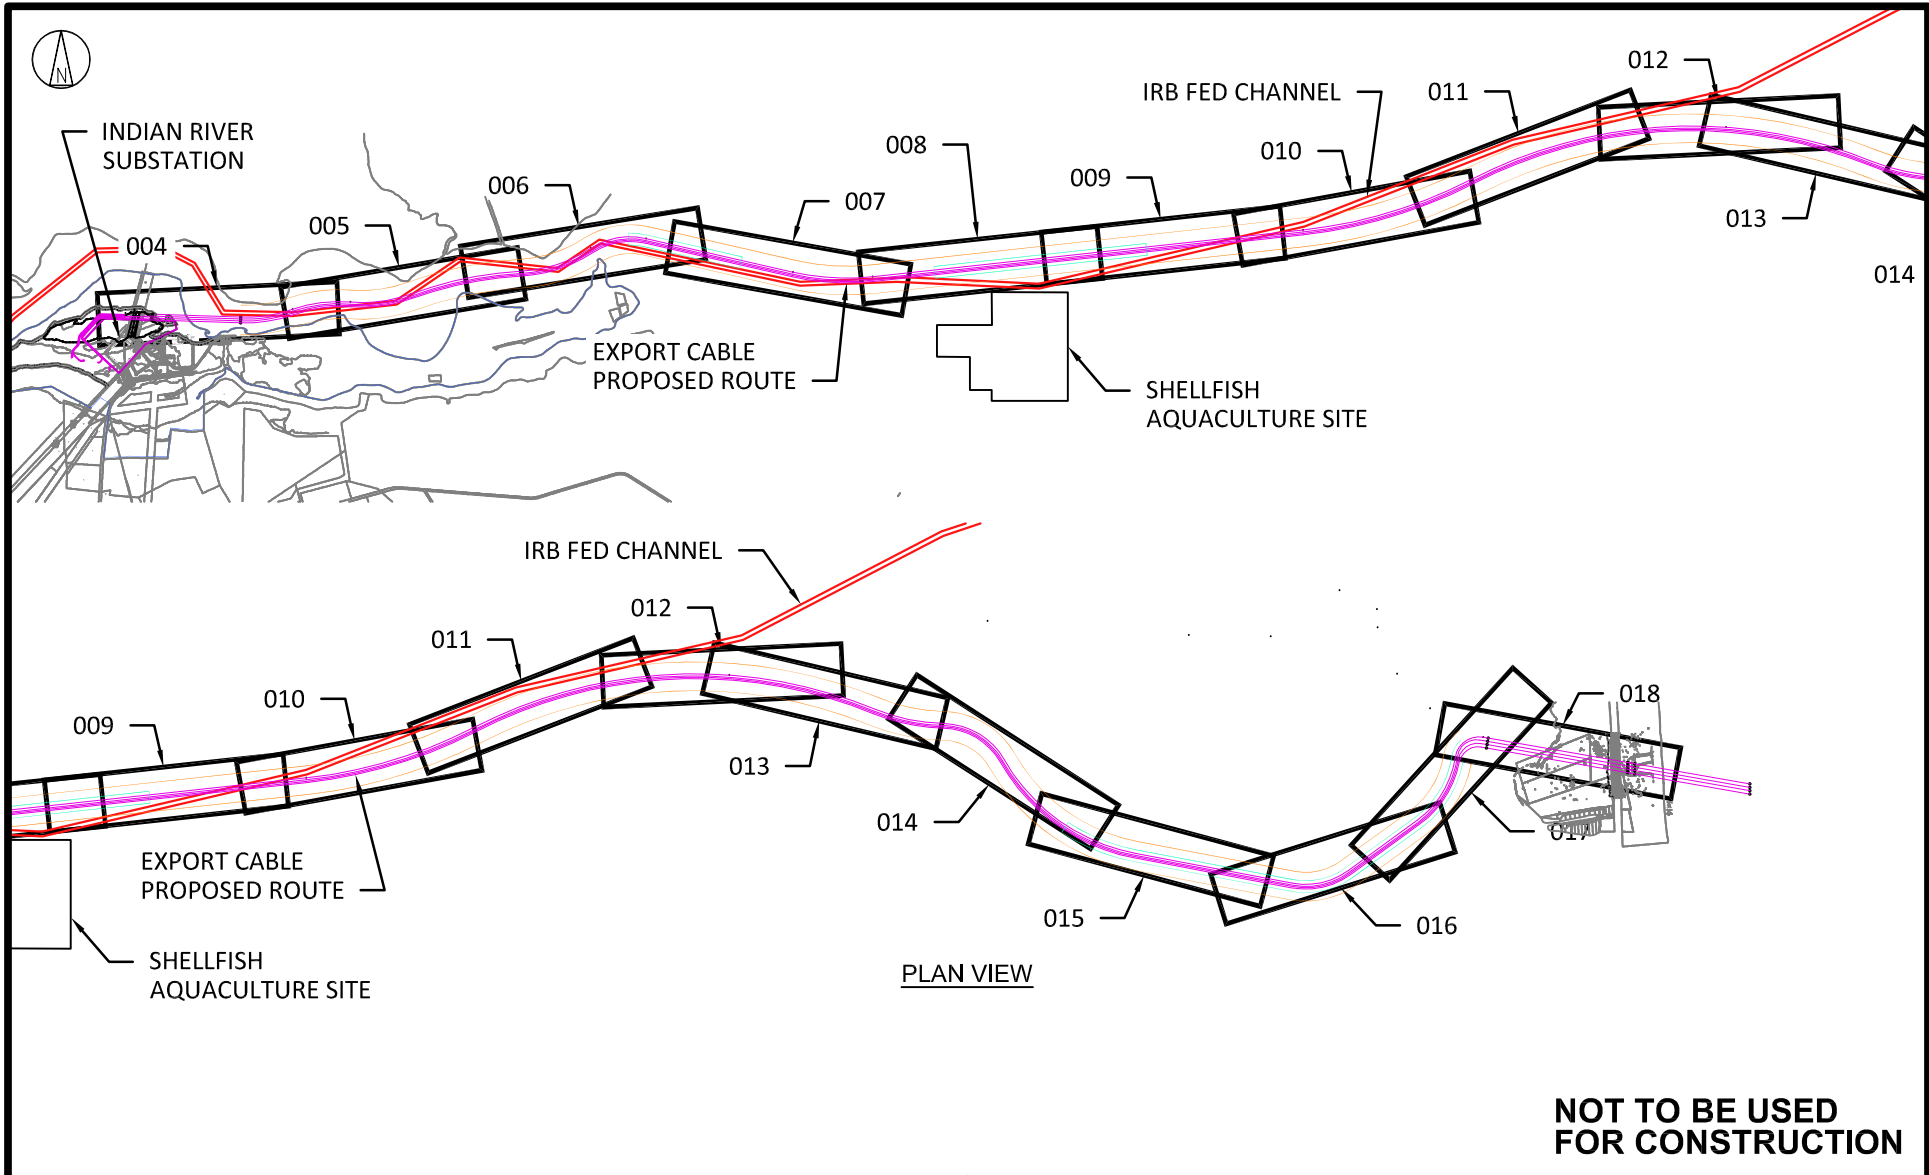 N
INDIAN RIVER
SUBSTATION
004
005
006
007
008
009
010
IRB FED CHANNEL
011
012
013
014
EXPORT CABLE
PROPOSED ROUTE
SHELLFISH
AQUACULTURE SITE
IRB FED CHANNEL
009
010
011
012
013
014
015
016
017
018
EXPORT CABLE
PROPOSED ROUTE
SHELLFISH
AQUACULTURE SITE
PLAN VIEW
NOT TO BE USED
FOR CONSTRUCTION